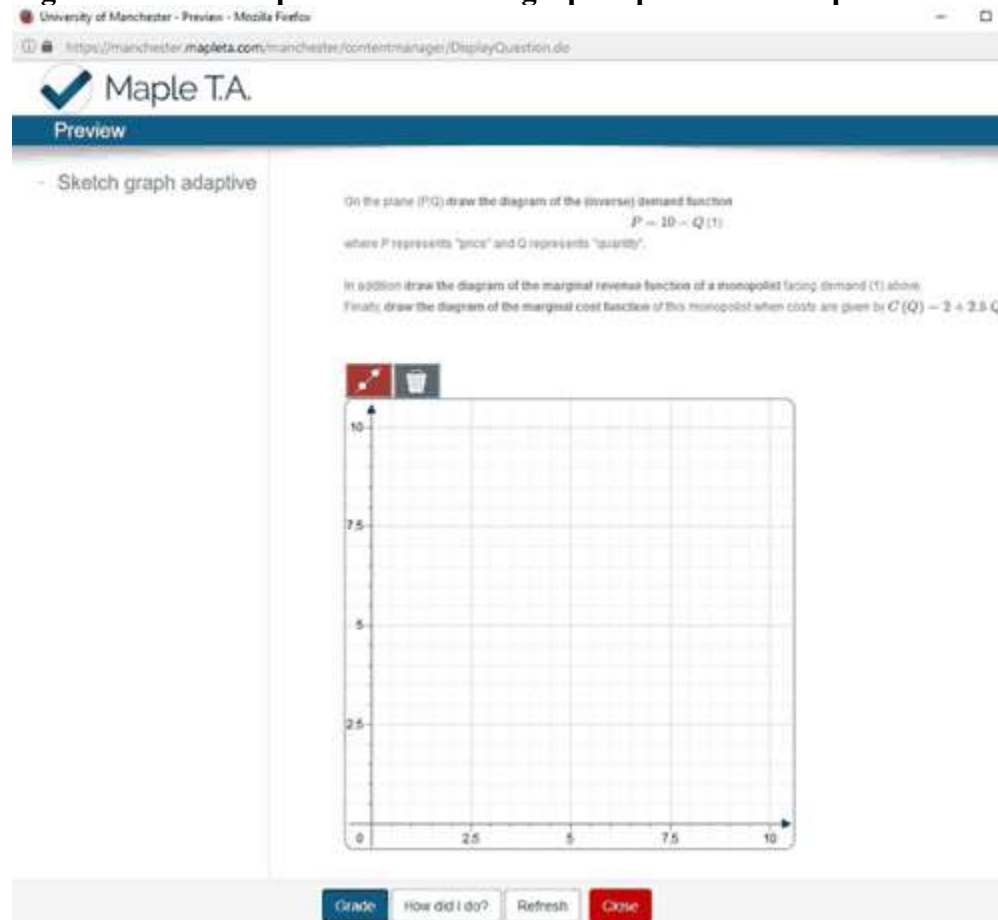 University of Manchester - Preview - Mozilla Firefox
https://manchester.mapleta.com/manchester/contentmanager/DisplayQuestion.do
Maple T.A.
Preview
- Sketch graph adaptive
On the plane (P,Q) draw the diagram of the (inverse) demand function
P = 10 - Q (1)
where P represents "price" and Q represents "quantity".
In addition draw the diagram of the marginal revenue function of a monopolist facing demand (1) above.
Finally, draw the diagram of the marginal cost function of this monopolist when costs are given by C (Q) = 2 + 2.5 Q
10
7.5
5
2.5
0 2.5 5 7.5 10
Grade How did I do? Refresh Close